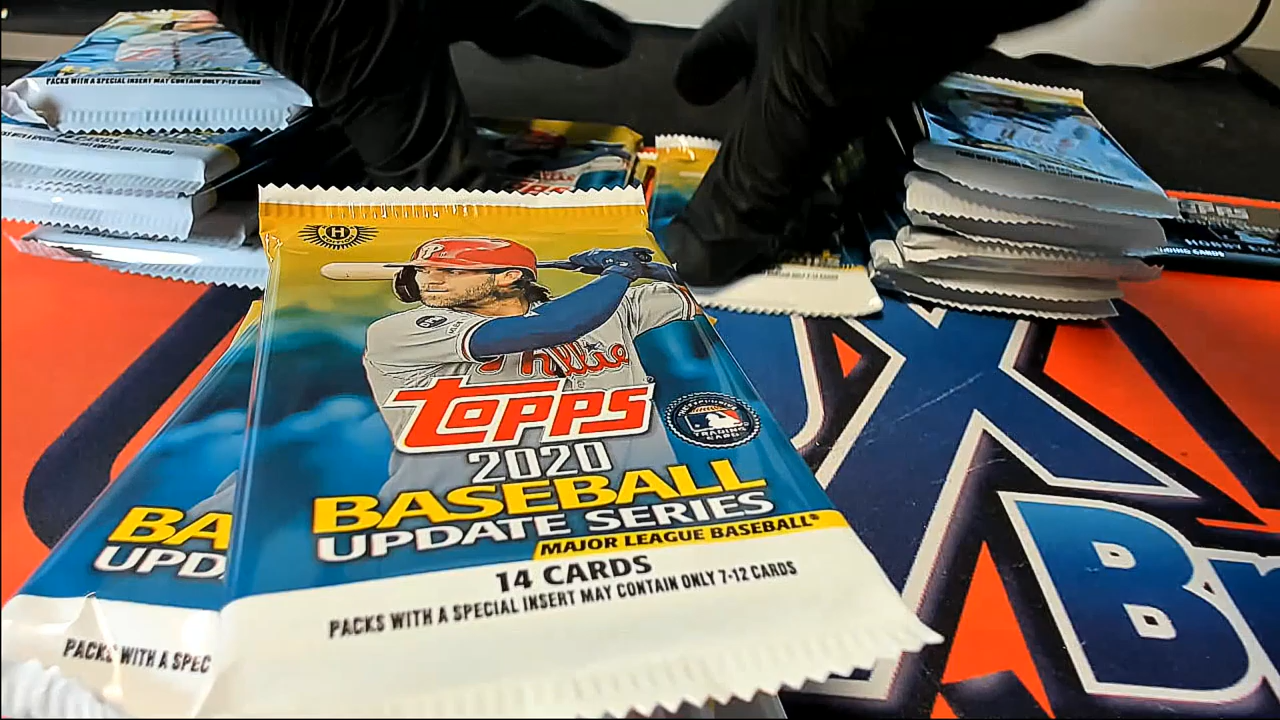 PACKS WITH A SPECIAL INSERT MAY CONTAIN ONLY 7-12 CARDS
H
Phillies
TOPPS
2020
BASEBALL
UPDATE SERIES
MAJOR LEAGUE BASEBALL
14 CARDS
PACKS WITH A SPECIAL INSERT MAY CONTAIN ONLY 7-12 CARDS
BA
UPD
PACKS WITH A SPEC
X
Br